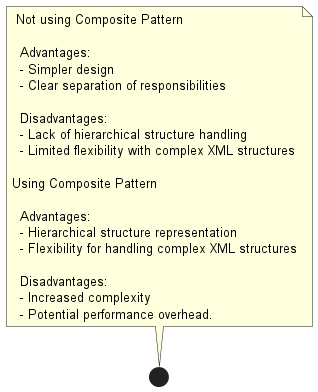 Not using Composite Pattern
Advantages:
- Simpler design
- Clear separation of responsibilities
Disadvantages:
- Lack of hierarchical structure handling
- Limited flexibility with complex XML structures
Using Composite Pattern
Advantages:
- Hierarchical structure representation
- Flexibility for handling complex XML structures
Disadvantages:
- Increased complexity
- Potential performance overhead.